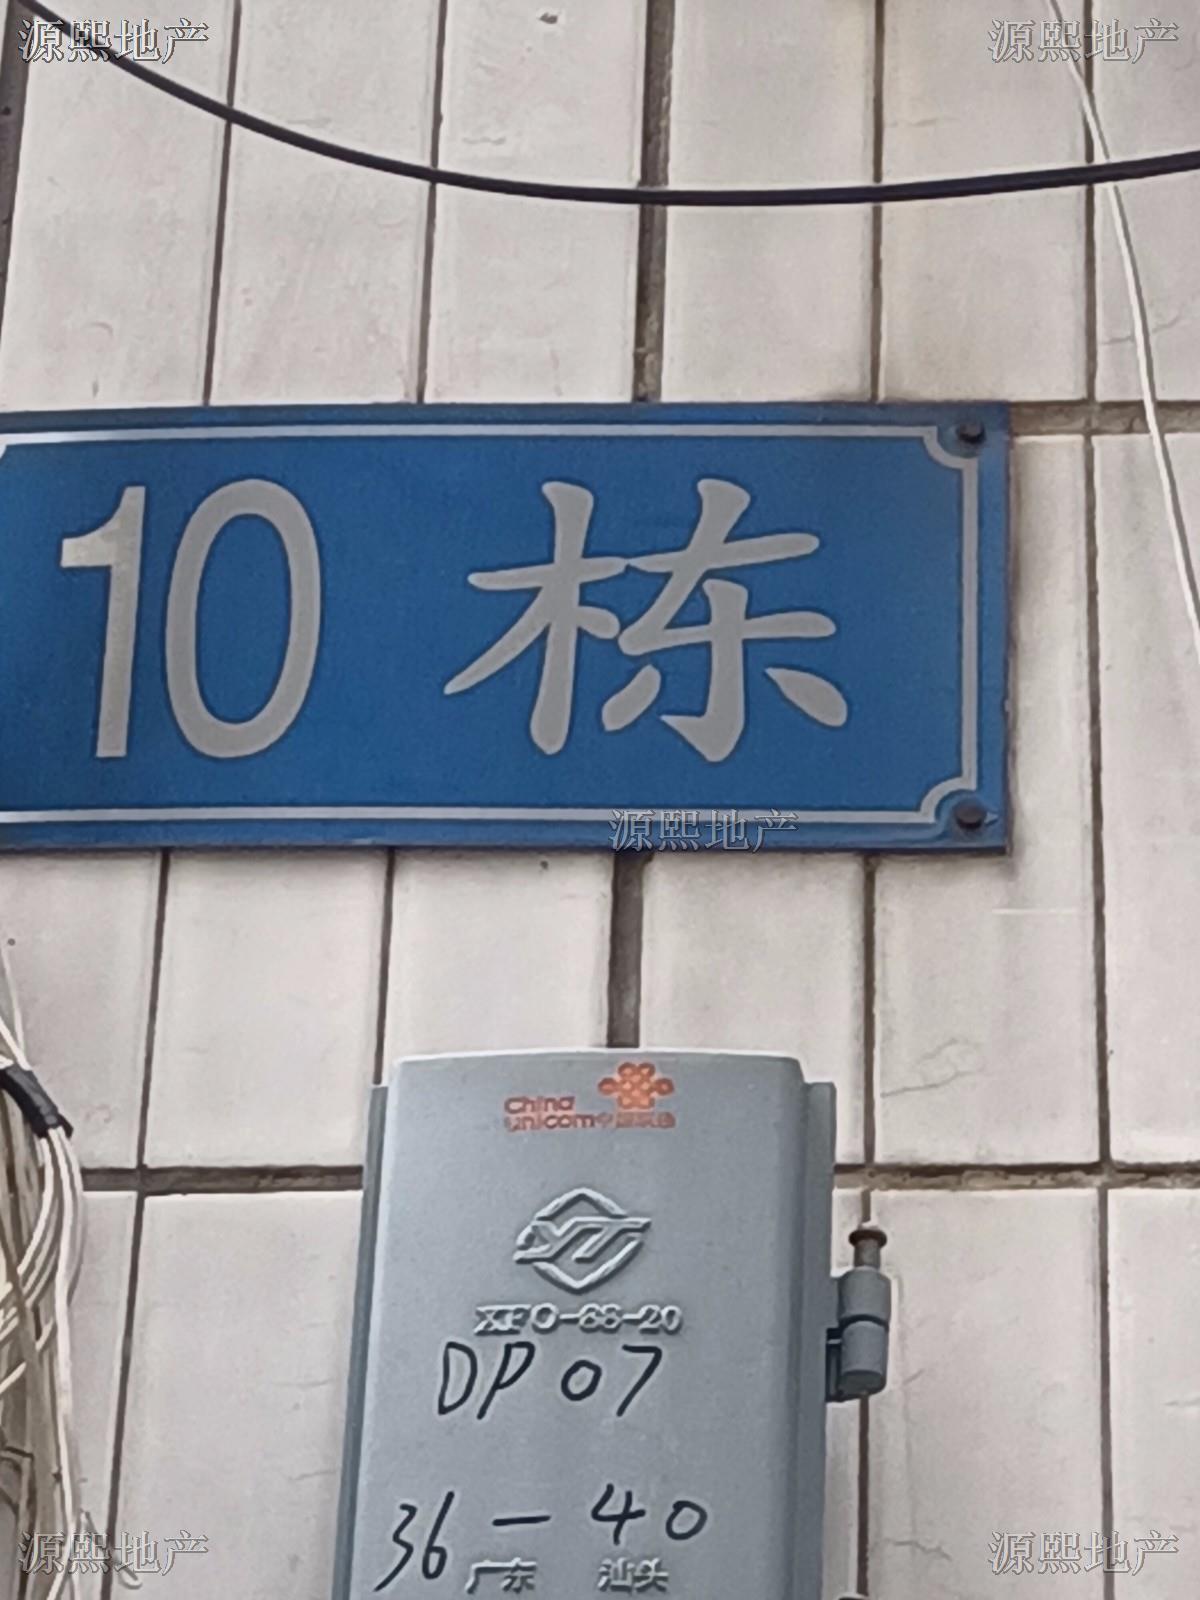 源熙地产 源熙地产
10 栋
源熙地产
China
unicom中国联通
XFO-68-20
DP07
36-40
广东 汕头
源熙地产 源熙地产